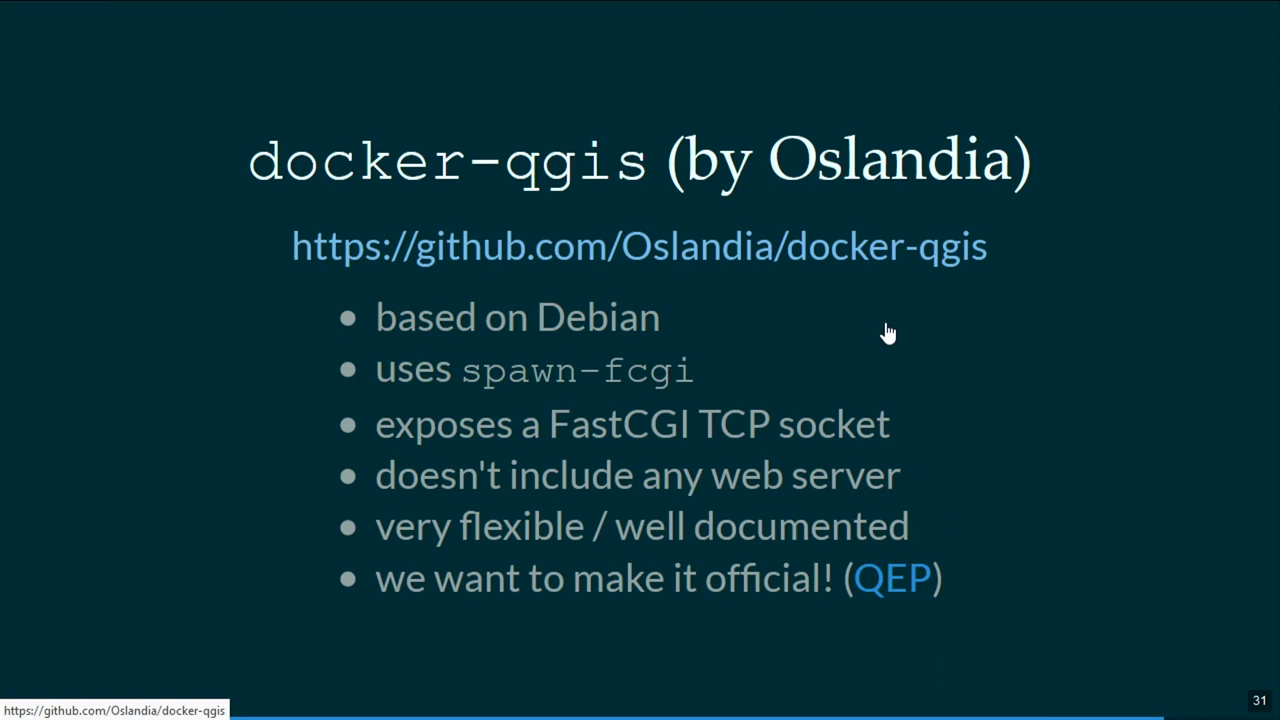 docker-qgis (by Oslandia)
https://github.com/Oslandia/docker-qgis
• based on Debian
• uses spawn-fcgi
• exposes a FastCGI TCP socket
• doesn't include any web server
• very flexible / well documented
• we want to make it official! (QEP)
31
https://github.com/Oslandia/docker-qgis